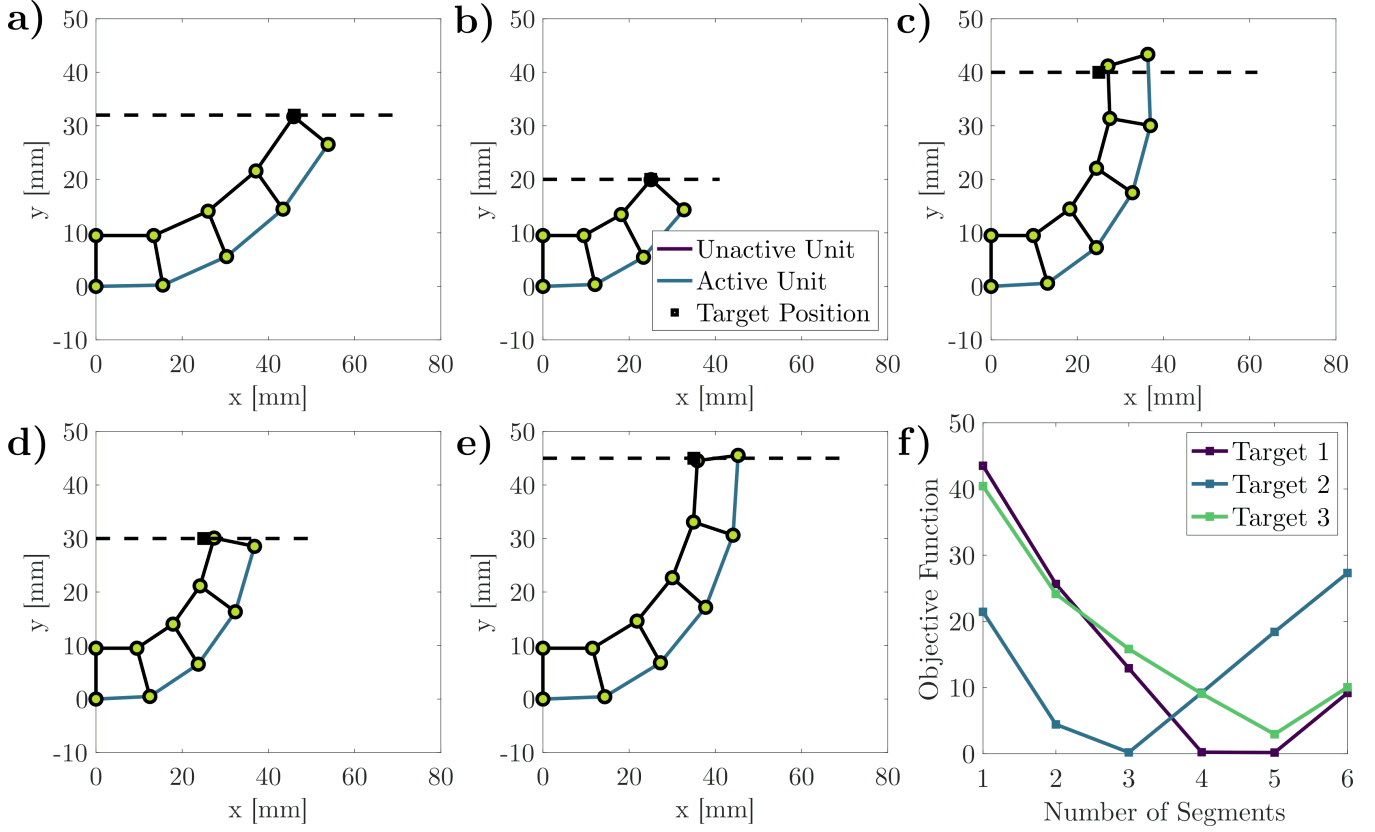 a)
50
40
30
20
10
0
-10
y [mm]
0 20 40 60 80
x [mm]
b)
50
40
30
20
10
0
-10
y [mm]
Unactive Unit
Active Unit
Target Position
0 20 40 60 80
x [mm]
c)
50
40
30
20
10
0
-10
y [mm]
0 20 40 60 80
x [mm]
d)
50
40
30
20
10
0
-10
y [mm]
0 20 40 60 80
x [mm]
e)
50
40
30
20
10
0
-10
y [mm]
0 20 40 60 80
x [mm]
f)
50
40
30
20
10
0
Objective Function
Target 1
Target 2
Target 3
1 2 3 4 5 6
Number of Segments